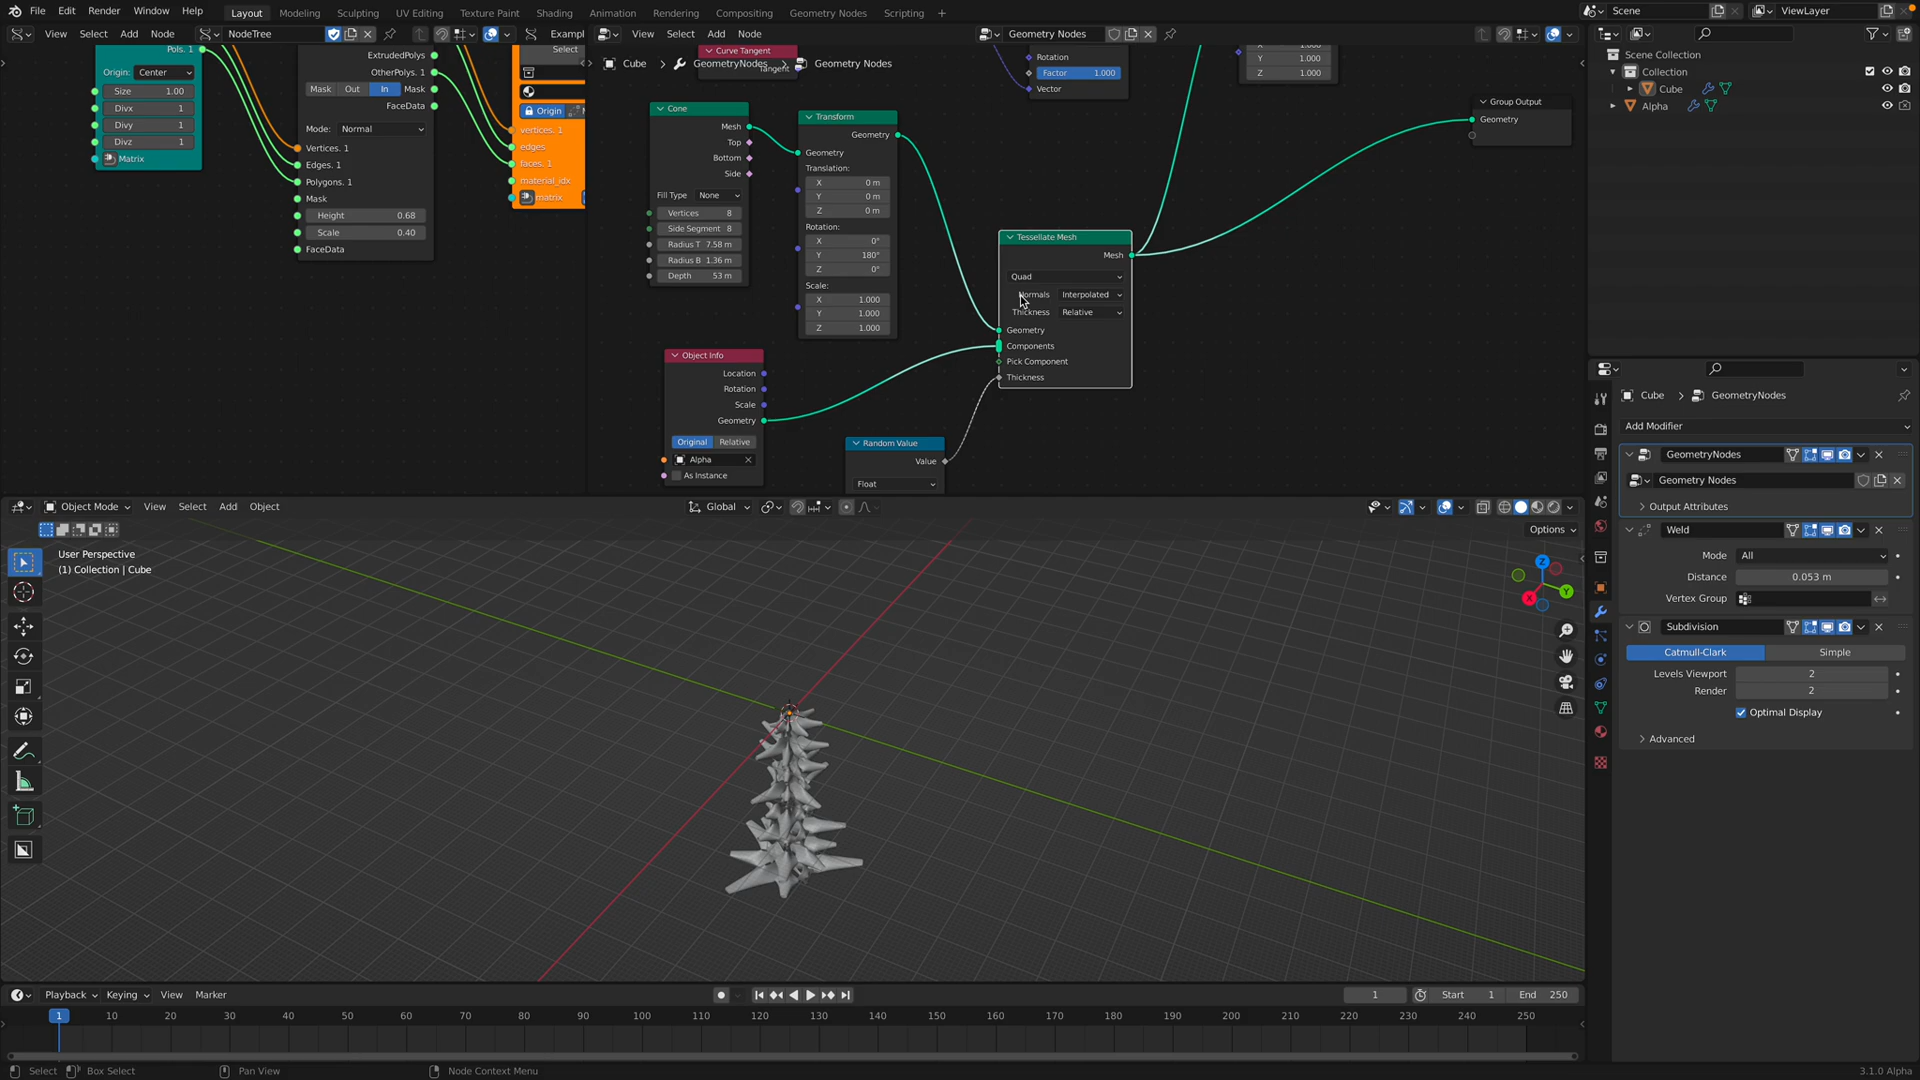 File Edit Render Window Help Layout Modeling Sculpting UV Editing Texture Paint Shading Animation Rendering Compositing Geometry Nodes Scripting + Scene ViewLayer
View Select Add Node NodeTree Exampl View Select Add Node Geometry Nodes
Cube > GeometryNodes Geometry Nodes
Pols. 1
Origin: Center
Size 1.00
Divx 1
Divy 1
Divz 1
Matrix
ExtrudedPolys
OtherPolys. 1
Mask Out In Mask
FaceData
Mode: Normal
Vertices. 1
Edges. 1
Polygons. 1
Mask
Height 0.68
Scale 0.40
FaceData
Select
Origin
vertices. 1
edges
faces. 1
material_idx
matrix
Curve Tangent
Tangent
Cone
Mesh
Top
Bottom
Side
Fill Type None
Vertices 8
Side Segment 8
Radius T 7.58 m
Radius B 1.36 m
Depth 53 m
Transform
Geometry
Geometry
Translation:
X 0 m
Y 0 m
Z 0 m
Rotation:
X 0°
Y 180°
Z 0°
Scale:
X 1.000
Y 1.000
Z 1.000
Object Info
Location
Rotation
Scale
Geometry
Original Relative
Alpha
As Instance
Random Value
Value
Float
Rotation
Factor 1.000
Vector
X 1.000
Y 1.000
Z 1.000
Tessellate Mesh
Mesh
Quad
Normals Interpolated
Thickness Relative
Geometry
Components
Pick Component
Thickness
Group Output
Geometry
Scene Collection
Collection
Cube
Alpha
Cube > GeometryNodes
Add Modifier
GeometryNodes
Geometry Nodes
Output Attributes
Weld
Mode All
Distance 0.053 m
Vertex Group
Subdivision
Catmull-Clark Simple
Levels Viewport 2
Render 2
Optimal Display
Advanced
Object Mode View Select Add Object Global
Options
User Perspective
(1) Collection | Cube
Z
Y
X
Playback Keying View Marker 1 Start 1 End 250
1 10 20 30 40 50 60 70 80 90 100 110 120 130 140 150 160 170 180 190 200 210 220 230 240 250
Select Box Select Pan View Node Context Menu 3.1.0 Alpha